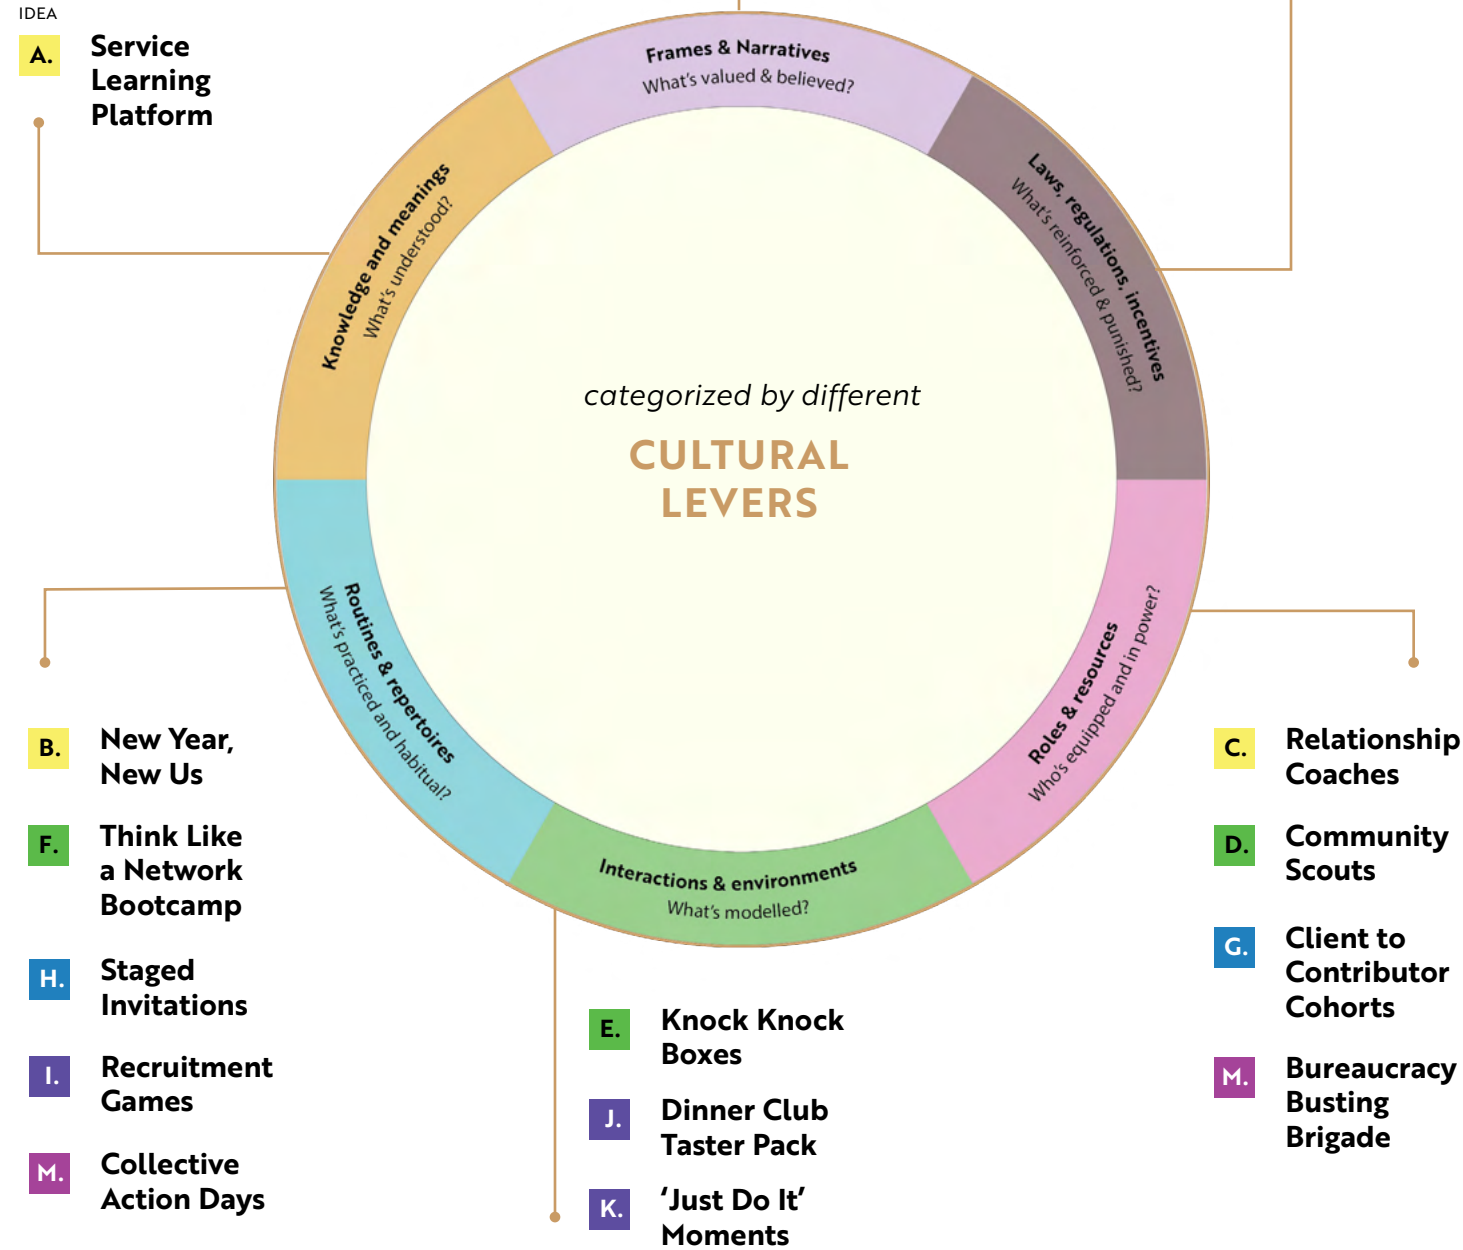 IDEA
A. Service
Learning
Platform
Frames & Narratives
What's valued & believed?
Laws, regulations, incentives
What's reinforced & punished?
Knowledge and meanings
What's understood?
categorized by different
CULTURAL
LEVERS
Routines & repertoires
What's practiced and habitual?
Roles & resources
Who's equipped and in power?
Interactions & environments
What's modelled?
B. New Year,
New Us
F. Think Like
a Network
Bootcamp
H. Staged
Invitations
I. Recruitment
Games
M. Collective
Action Days
E. Knock Knock
Boxes
J. Dinner Club
Taster Pack
K. ‘Just Do It’
Moments
C. Relationship
Coaches
D. Community
Scouts
G. Client to
Contributor
Cohorts
M. Bureaucracy
Busting
Brigade